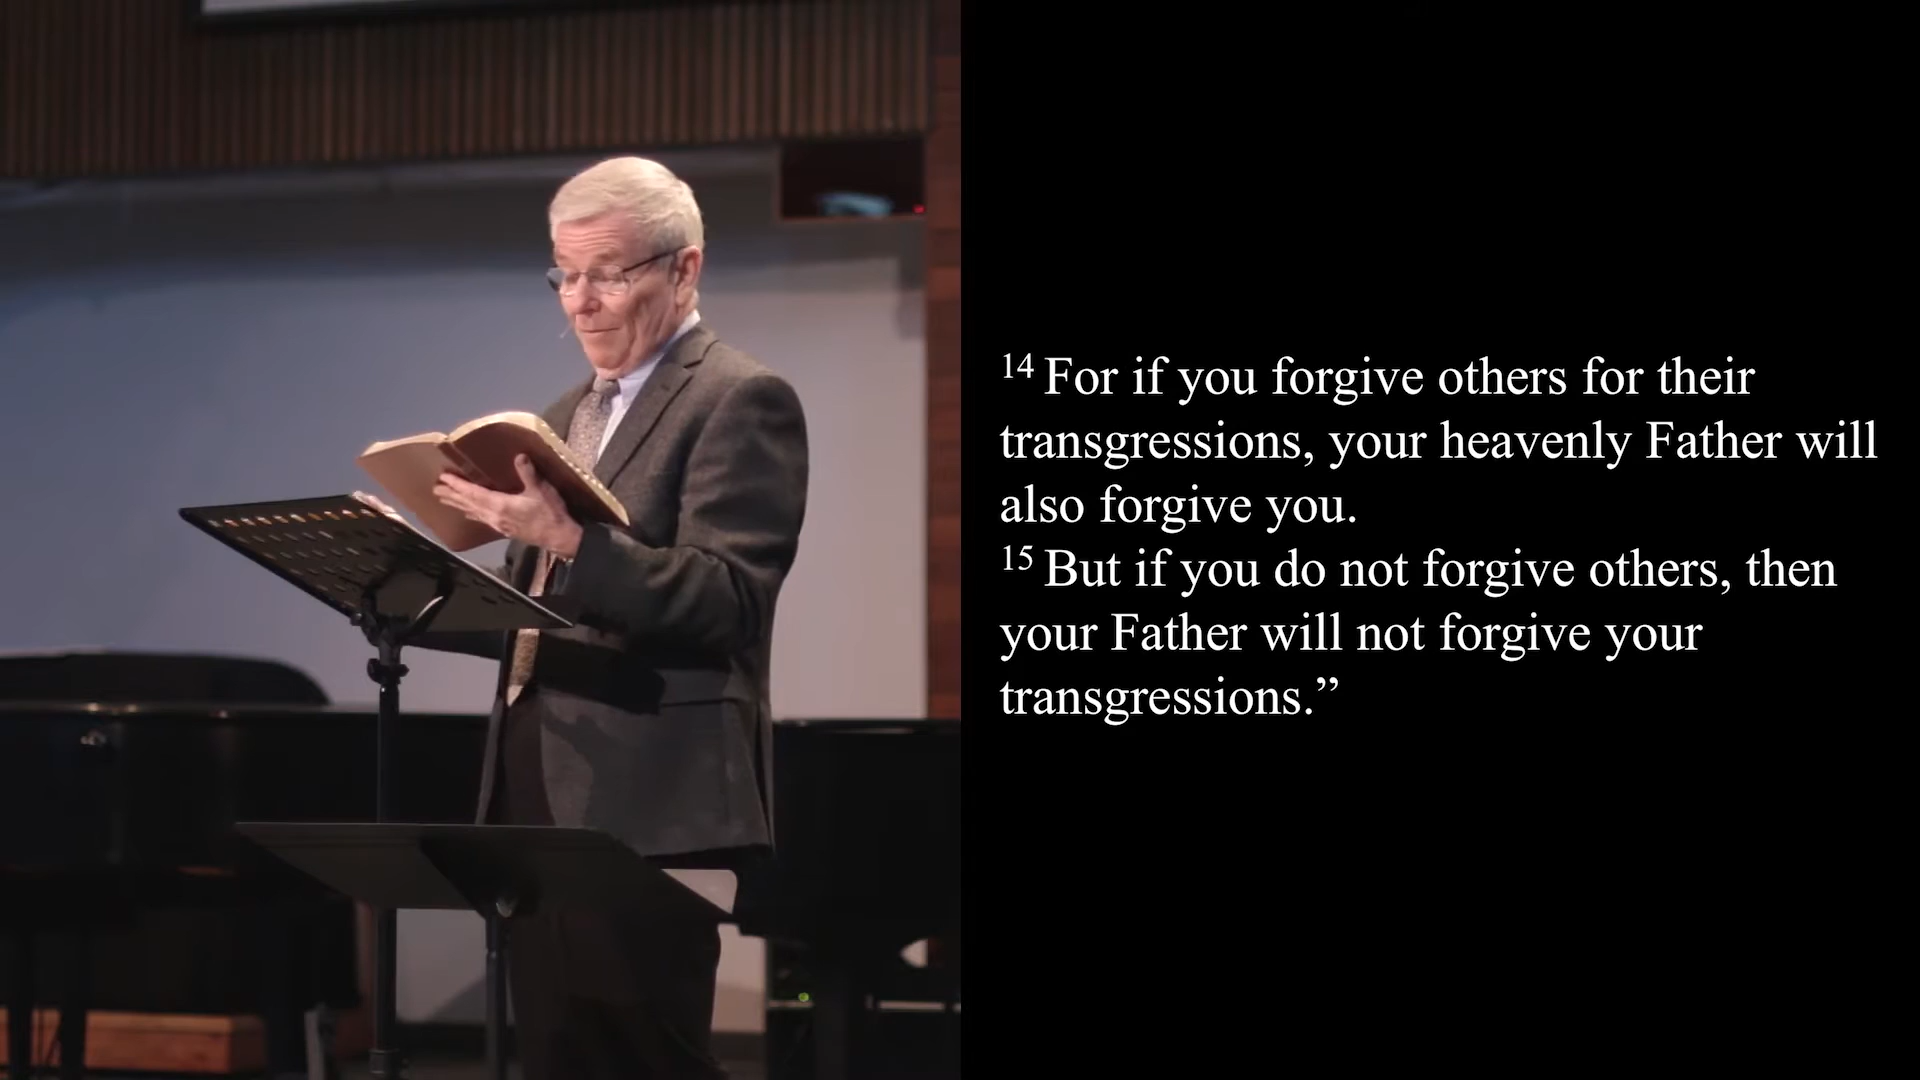 14 For if you forgive others for their
transgressions, your heavenly Father will
also forgive you.
15 But if you do not forgive others, then
your Father will not forgive your
transgressions.”